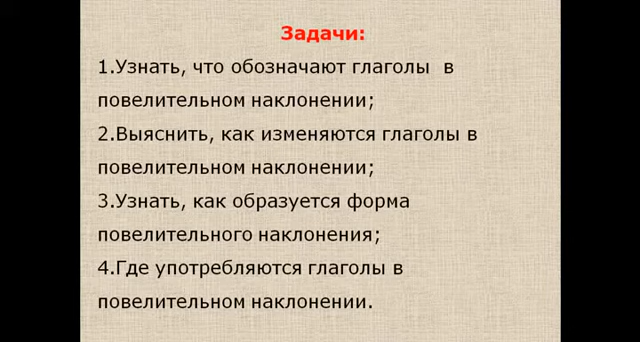 Задачи:
1.Узнать, что обозначают глаголы в
повелительном наклонении;
2.Выяснить, как изменяются глаголы в
повелительном наклонении;
3.Узнать, как образуется форма
повелительного наклонения;
4.Где употребляются глаголы в
повелительном наклонении.